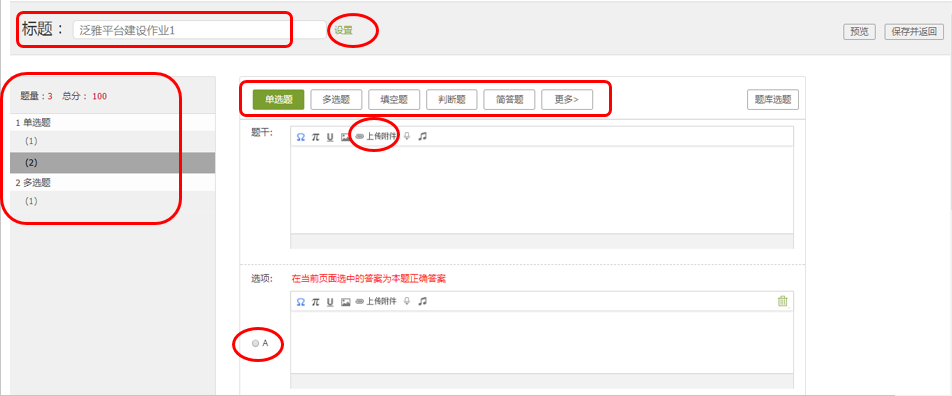 标题： 泛雅平台建设作业1 设置 预览 保存并返回
题量：3 总分： 100
单选题 多选题 填空题 判断题 简答题 更多> 题库选题
1 单选题
（1）
（2）
2 多选题
（1）
题干：
Ω π U 上传附件
选项： 在当前页面选中的答案为本题正确答案
Ω π U 上传附件
A